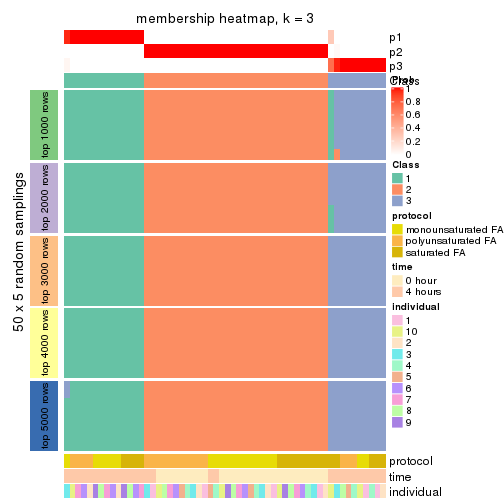 membership heatmap, k = 3
p1
p2
p3
Class
Prob
1
0.8
0.6
0.4
0.2
0
Class
1
2
3
protocol
monounsaturated FA
polyunsaturated FA
saturated FA
time
0 hour
4 hours
individual
1
10
2
3
4
5
6
7
8
9
50 x 5 random samplings
top 1000 rows
top 2000 rows
top 3000 rows
top 4000 rows
top 5000 rows
protocol
time
individual